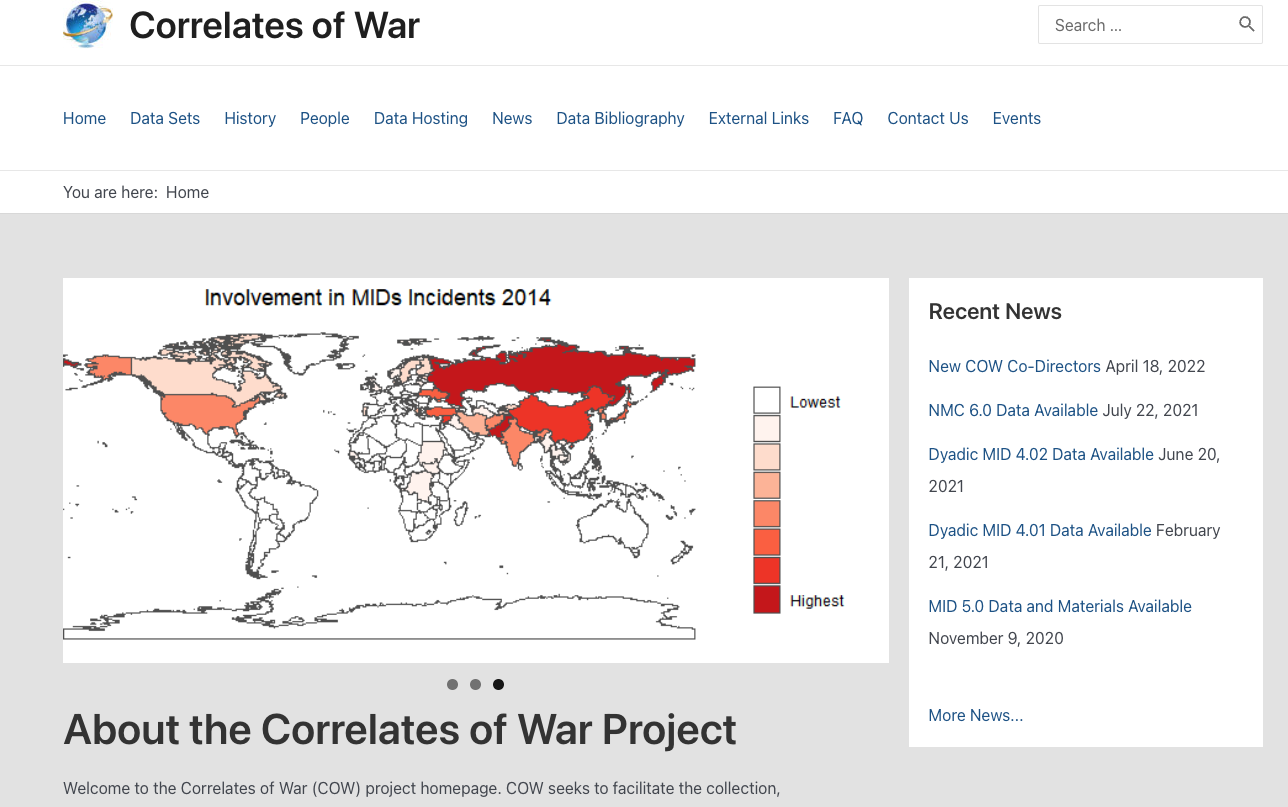 Correlates of War
Search ...
Home Data Sets History People Data Hosting News Data Bibliography External Links FAQ Contact Us Events
You are here: Home
Involvement in MIDs Incidents 2014
Lowest
Highest
About the Correlates of War Project
Welcome to the Correlates of War (COW) project homepage. COW seeks to facilitate the collection,
Recent News
New COW Co-Directors April 18, 2022
NMC 6.0 Data Available July 22, 2021
Dyadic MID 4.02 Data Available June 20,
2021
Dyadic MID 4.01 Data Available February
21, 2021
MID 5.0 Data and Materials Available
November 9, 2020
More News...